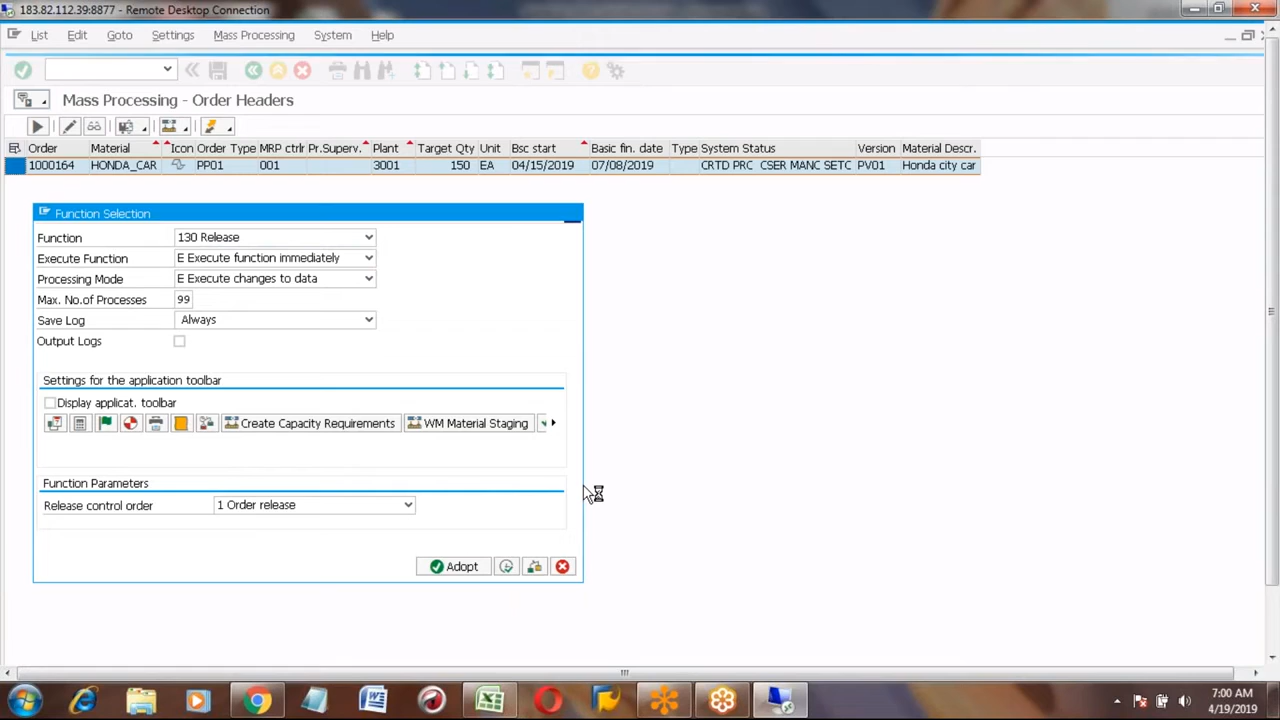 183.82.112.39:8877 - Remote Desktop Connection
List Edit Goto Settings Mass Processing System Help
Mass Processing - Order Headers
Order Material Icon Order Type MRP ctrlr Pr.Superv. Plant Target Qty Unit Bsc start Basic fin. date Type System Status Version Material Descr.
1000164 HONDA_CAR PP01 001 3001 150 EA 04/15/2019 07/08/2019 CRTD PRC CSER MANC SETC PV01 Honda city car
Function Selection
Function 130 Release
Execute Function E Execute function immediately
Processing Mode E Execute changes to data
Max. No.of Processes 99
Save Log Always
Output Logs
Settings for the application toolbar
Display applicat. toolbar
Create Capacity Requirements WM Material Staging
Function Parameters
Release control order 1 Order release
Adopt
7:00 AM
4/19/2019